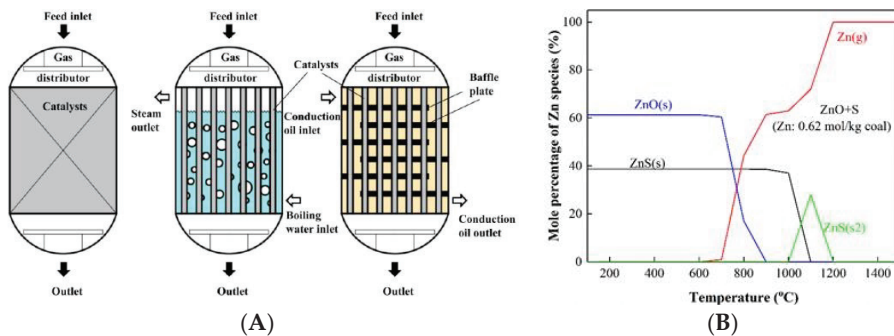 Feed inlet
Feed inlet
Feed inlet
Gas
distributor
Gas
distributor
Gas
distributor
Catalysts
Catalysts
Steam
outlet
Conduction
oil inlet
Baffle
plate
Boiling
water inlet
Conduction
oil outlet
Outlet
Outlet
Outlet
(A)
Mole percentage of Zn species (%)
100
80
60
40
20
0
Zn(g)
ZnO(s)
ZnO+S
(Zn: 0.62 mol/kg coal)
ZnS(s)
ZnS(s2)
200
400
600
800
1000
1200
1400
Temperature (°C)
(B)